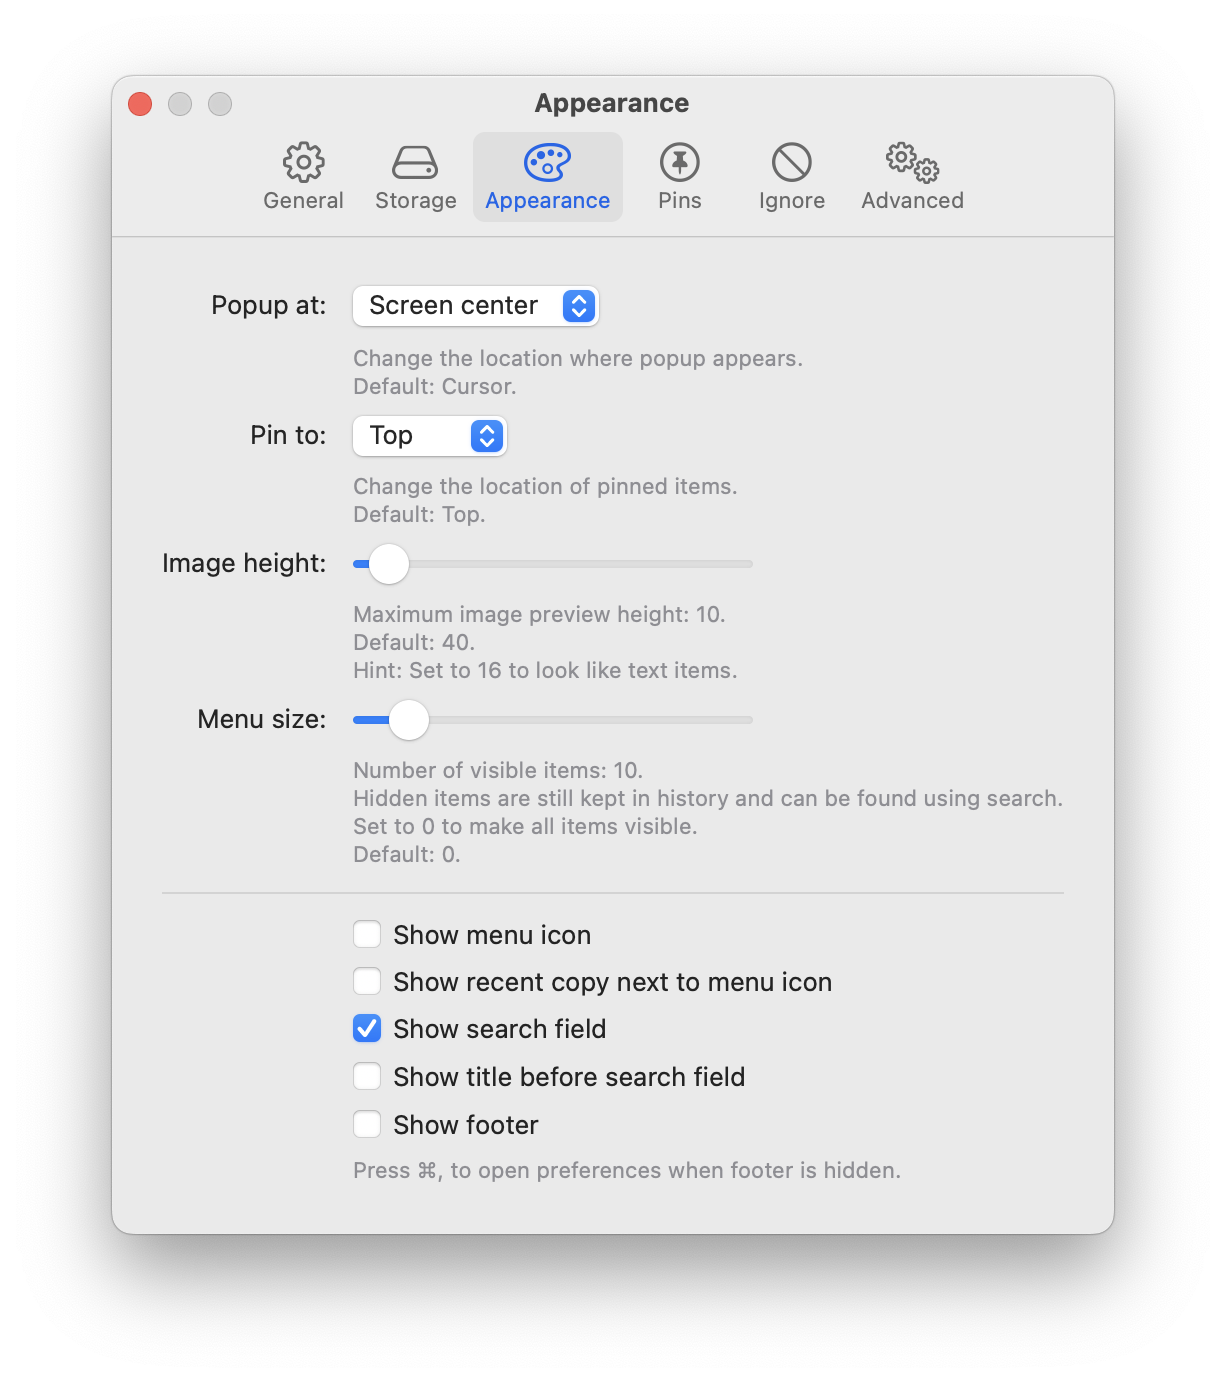 Appearance
General Storage Appearance Pins Ignore Advanced
Popup at: Screen center
Change the location where popup appears.
Default: Cursor.
Pin to: Top
Change the location of pinned items.
Default: Top.
Image height:
Maximum image preview height: 10.
Default: 40.
Hint: Set to 16 to look like text items.
Menu size:
Number of visible items: 10.
Hidden items are still kept in history and can be found using search.
Set to 0 to make all items visible.
Default: 0.
Show menu icon
Show recent copy next to menu icon
Show search field
Show title before search field
Show footer
Press ⌘, to open preferences when footer is hidden.